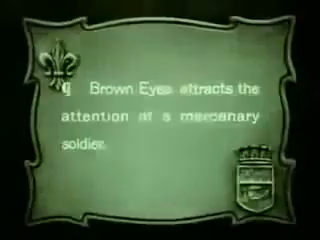 ¶ Brown Eyes attracts the
attention of a mercenary
soldier.